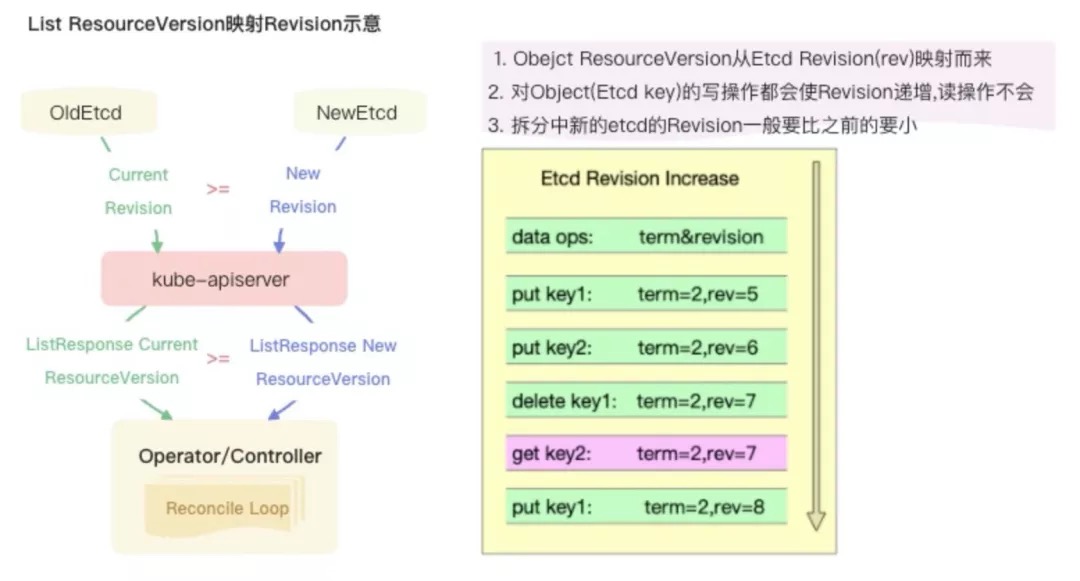 List ResourceVersion映射Revision示意
OldEtcd
NewEtcd
Current
Revision
>=
New
Revision
kube-apiserver
ListResponse Current
ResourceVersion
>=
ListResponse New
ResourceVersion
Operator/Controller
Reconcile Loop
1. Obejct ResourceVersion从Etcd Revision(rev)映射而来
2. 对Object(Etcd key)的写操作都会使Revision递增,读操作不会
3. 拆分中新的etcd的Revision一般要比之前的要小
Etcd Revision Increase
data ops: term&revision
put key1: term=2,rev=5
put key2: term=2,rev=6
delete key1: term=2,rev=7
get key2: term=2,rev=7
put key1: term=2,rev=8